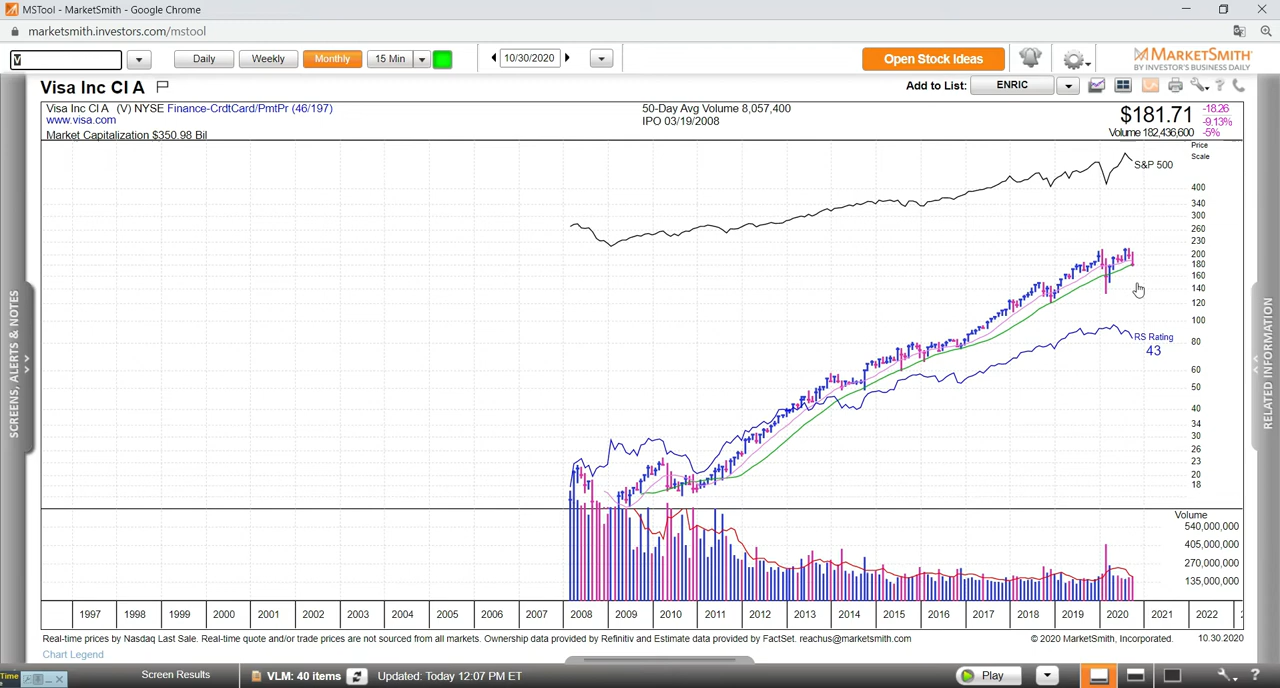 MSTool - MarketSmith - Google Chrome
marketsmith.investors.com/mstool
V
Daily
Weekly
Monthly
15 Min
10/30/2020
Open Stock Ideas
MARKETSMITH
BY INVESTOR'S BUSINESS DAILY
Visa Inc Cl A
Add to List:
ENRIC
Visa Inc Cl A (V) NYSE Finance-CrdtCard/PmtPr (46/197)
www.visa.com
Market Capitalization $350.98 Bil
50-Day Avg Volume 8,057,400
IPO 03/19/2008
$181.71
-18.26
-9.13%
Volume 182,436,600 -5%
Price
Scale
S&P 500
400
340
300
260
230
200
180
160
140
120
100
80
60
50
40
34
30
26
23
20
18
RS Rating
43
Volume
540,000,000
405,000,000
270,000,000
135,000,000
1997 1998 1999 2000 2001 2002 2003 2004 2005 2006 2007 2008 2009 2010 2011 2012 2013 2014 2015 2016 2017 2018 2019 2020 2021 2022
Real-time prices by Nasdaq Last Sale. Real-time quote and/or trade prices are not sourced from all markets. Ownership data provided by Refinitiv and Estimate data provided by FactSet. reachus@marketsmith.com
© 2020 MarketSmith, Incorporated.
10.30.2020
Chart Legend
SCREENS, ALERTS & NOTES
RELATED INFORMATION
Time
Screen Results
VLM: 40 items
Updated: Today 12:07 PM ET
Play